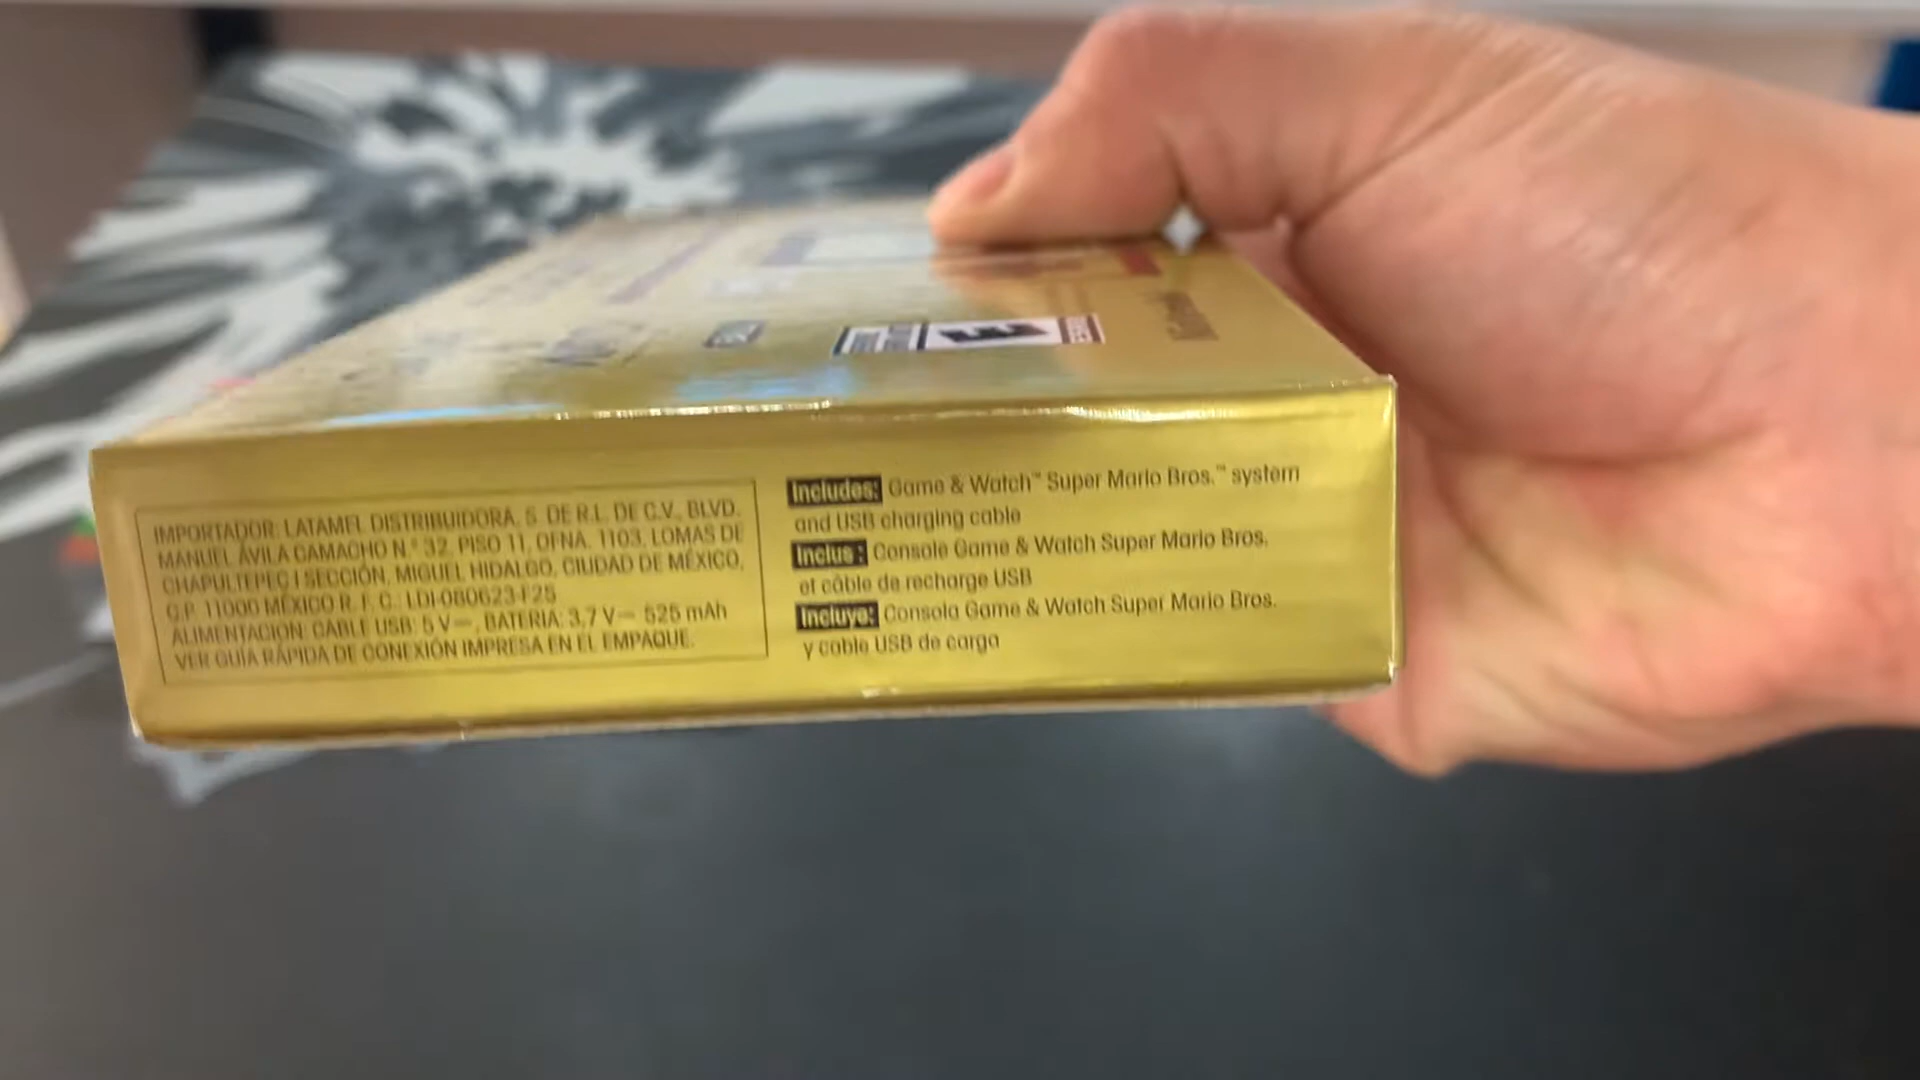 E
IMPORTADOR: LATAMEL DISTRIBUIDORA, S. DE R.L. DE C.V., BLVD.
MANUEL ÁVILA CAMACHO N.° 32, PISO 11, OFNA. 1103, LOMAS DE
CHAPULTEPEC I SECCIÓN, MIGUEL HIDALGO, CIUDAD DE MÉXICO,
C.P. 11000 MÉXICO R. F. C.: LDI-080623-F25
ALIMENTACIÓN: CABLE USB: 5 V⎓, BATERÍA: 3.7 V⎓ 525 mAh
VER GUÍA RÁPIDA DE CONEXIÓN IMPRESA EN EL EMPAQUE.
Includes: Game & Watch™ Super Mario Bros.™ system
and USB charging cable
Inclus : Console Game & Watch Super Mario Bros.
et câble de recharge USB
Incluye: Consola Game & Watch Super Mario Bros.
y cable USB de carga